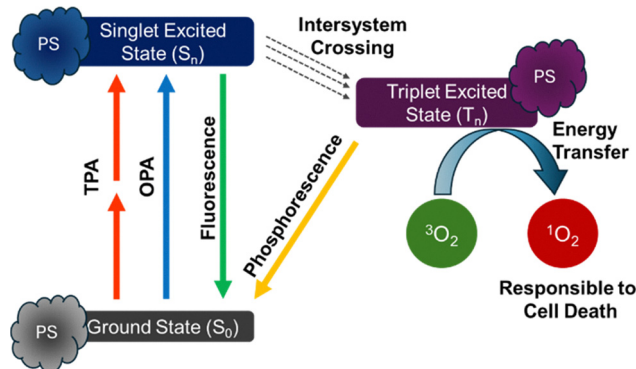 PS
Singlet Excited
State (Sₙ)
Intersystem
Crossing
PS
Triplet Excited
State (Tₙ)
Energy
Transfer
TPA
OPA
Fluorescence
Phosphorescence
³O₂
¹O₂
Responsible to
Cell Death
PS
Ground State (S₀)